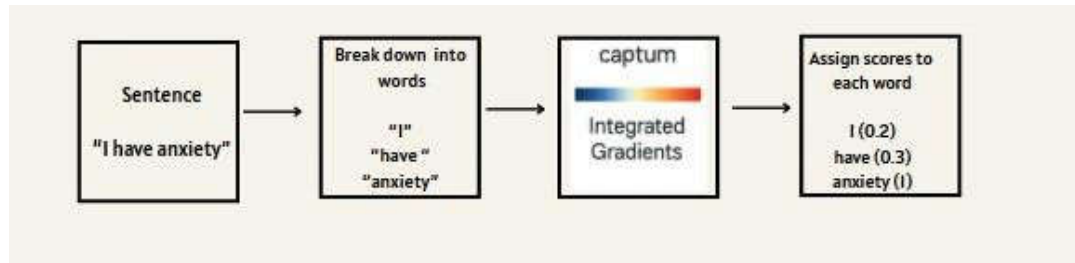 Sentence
"I have anxiety"
Break down into
words
"I"
"have "
"anxiety"
captum
Integrated
Gradients
Assign scores to
each word
I (0.2)
have (0.3)
anxiety (I)